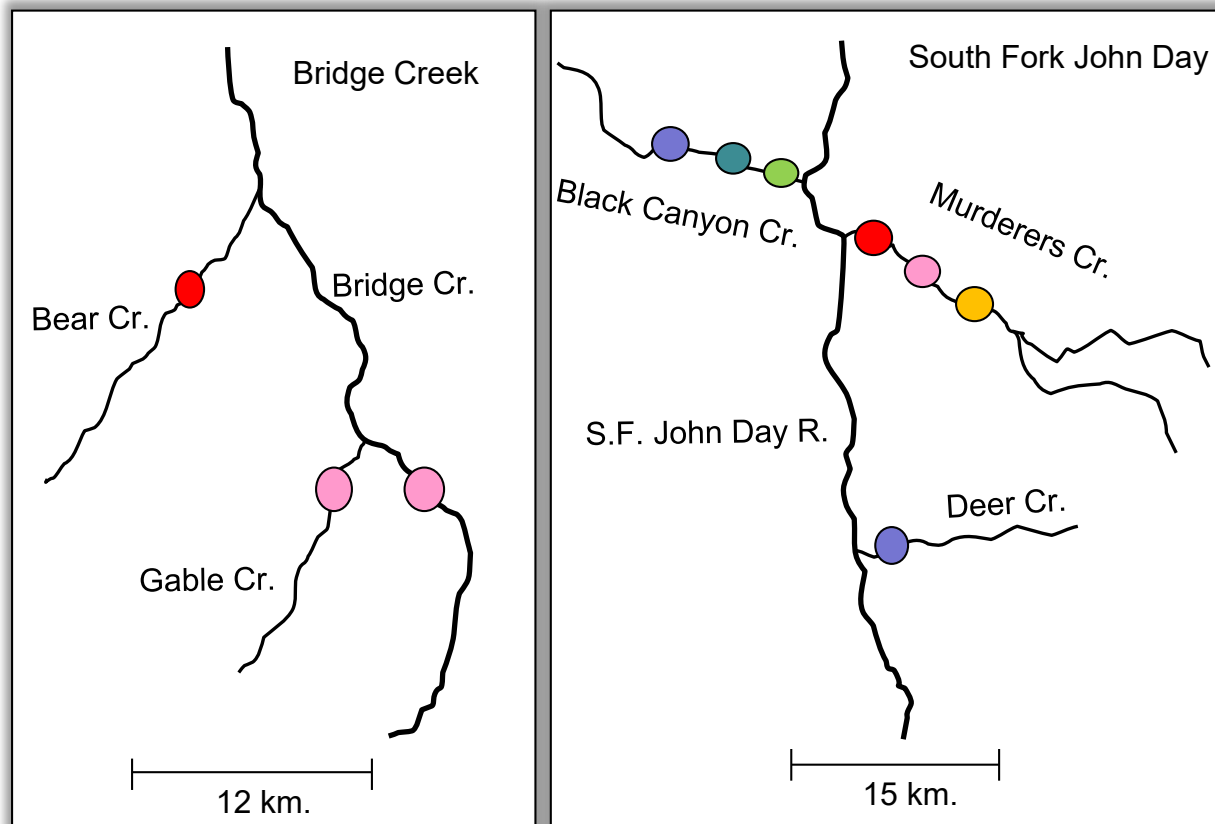 Bridge Creek
Bridge Cr.
Bear Cr.
Gable Cr.
12 km.
South Fork John Day
Black Canyon Cr.
Murderers Cr.
S.F. John Day R.
Deer Cr.
15 km.